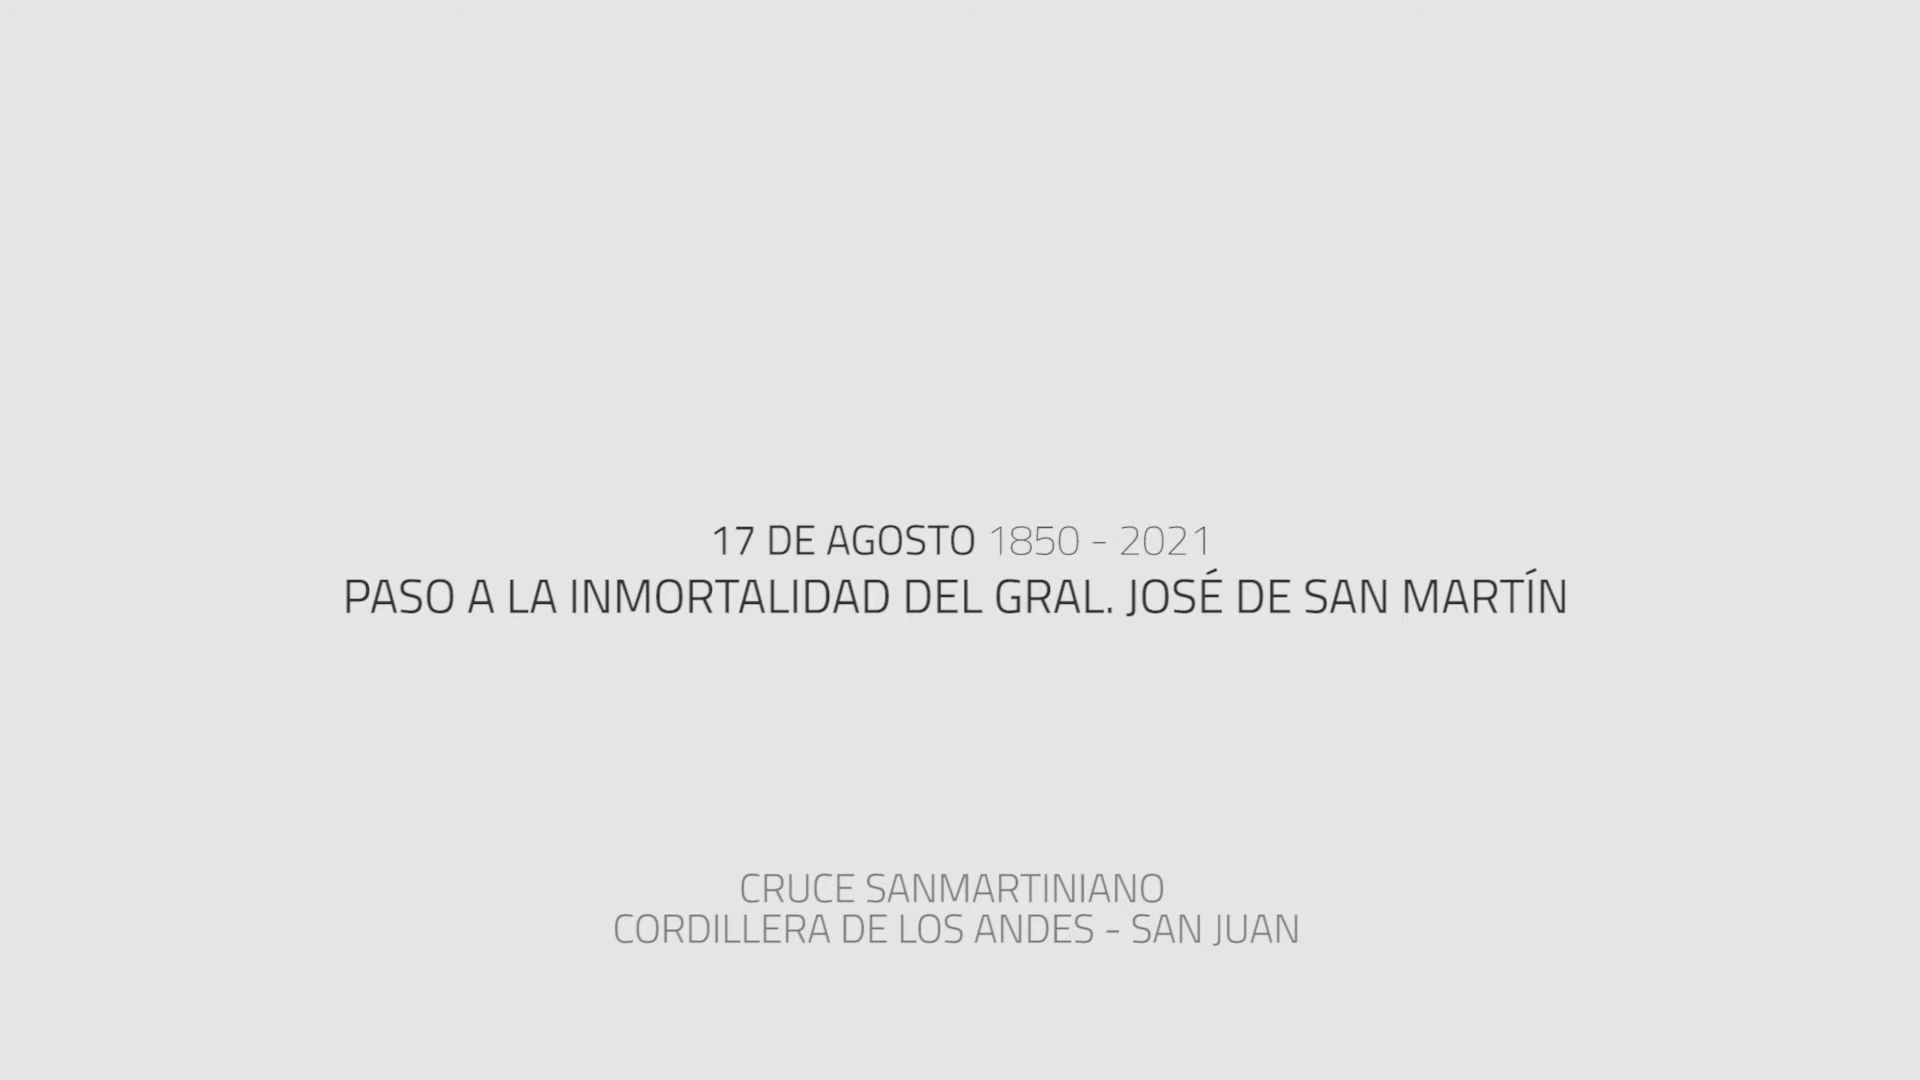 17 DE AGOSTO 1850 - 2021
PASO A LA INMORTALIDAD DEL GRAL. JOSÉ DE SAN MARTÍN
CRUCE SANMARTINIANO
CORDILLERA DE LOS ANDES - SAN JUAN